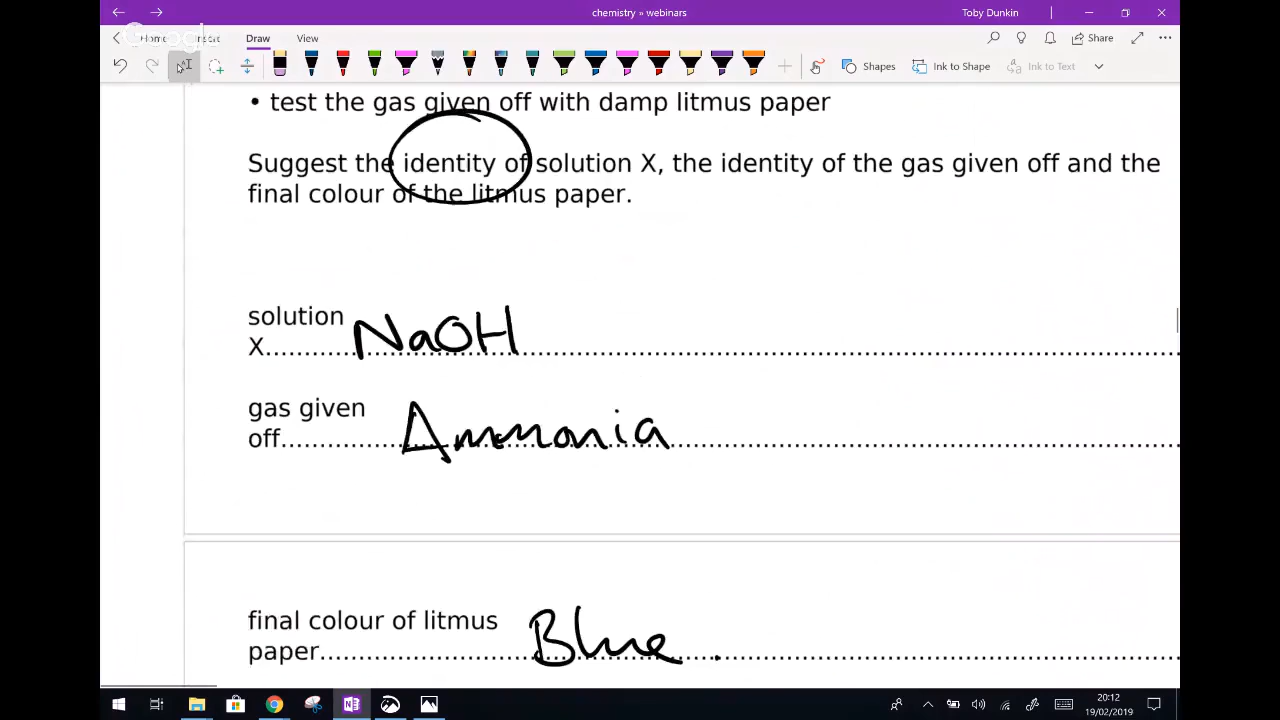 chemistry » webinars
Toby Dunkin
Google
Home
Insert
Draw
View
Share
Shapes
Ink to Shape
Ink to Text
• test the gas given off with damp litmus paper
Suggest the identity of solution X, the identity of the gas given off and the
final colour of the litmus paper.
solution
X.......... NaOH ..........
gas given
off.......... Ammonia ..........
final colour of litmus
paper.......... Blue ..........
20:12
19/02/2019